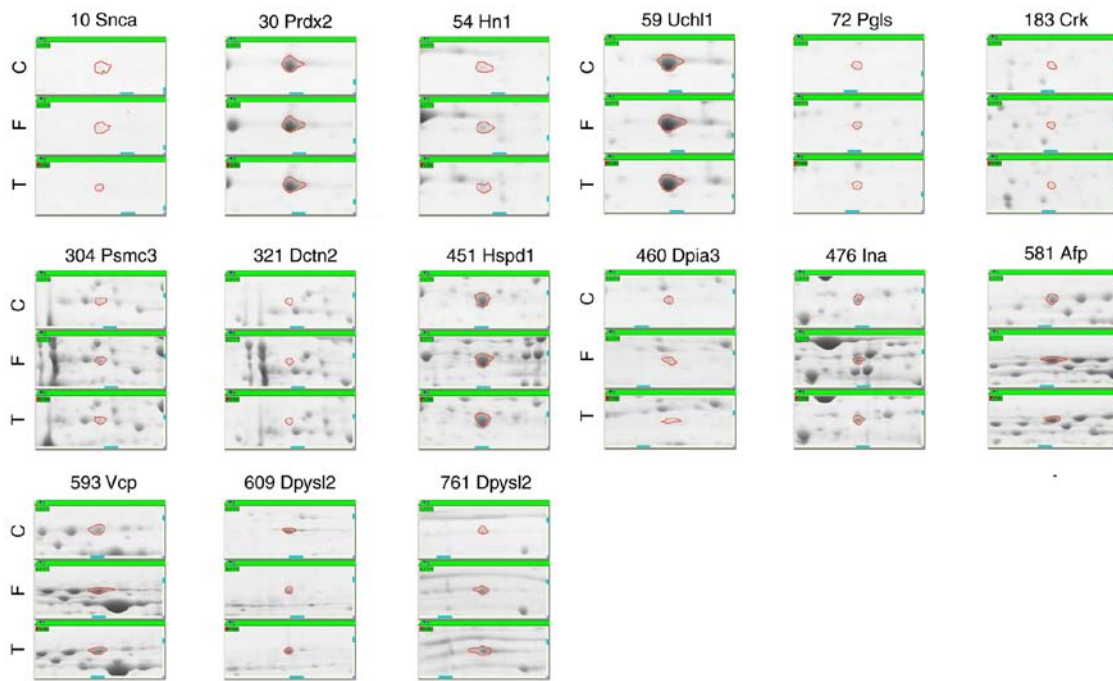 10 Snca 30 Prdx2 54 Hn1 59 Uchl1 72 Pgls 183 Crk
C C
F F
T T
304 Psmc3 321 Dctn2 451 Hspd1 460 Dpia3 476 Ina 581 Afp
C C
F F
T T
593 Vcp 609 Dpysl2 761 Dpysl2
C
F
T